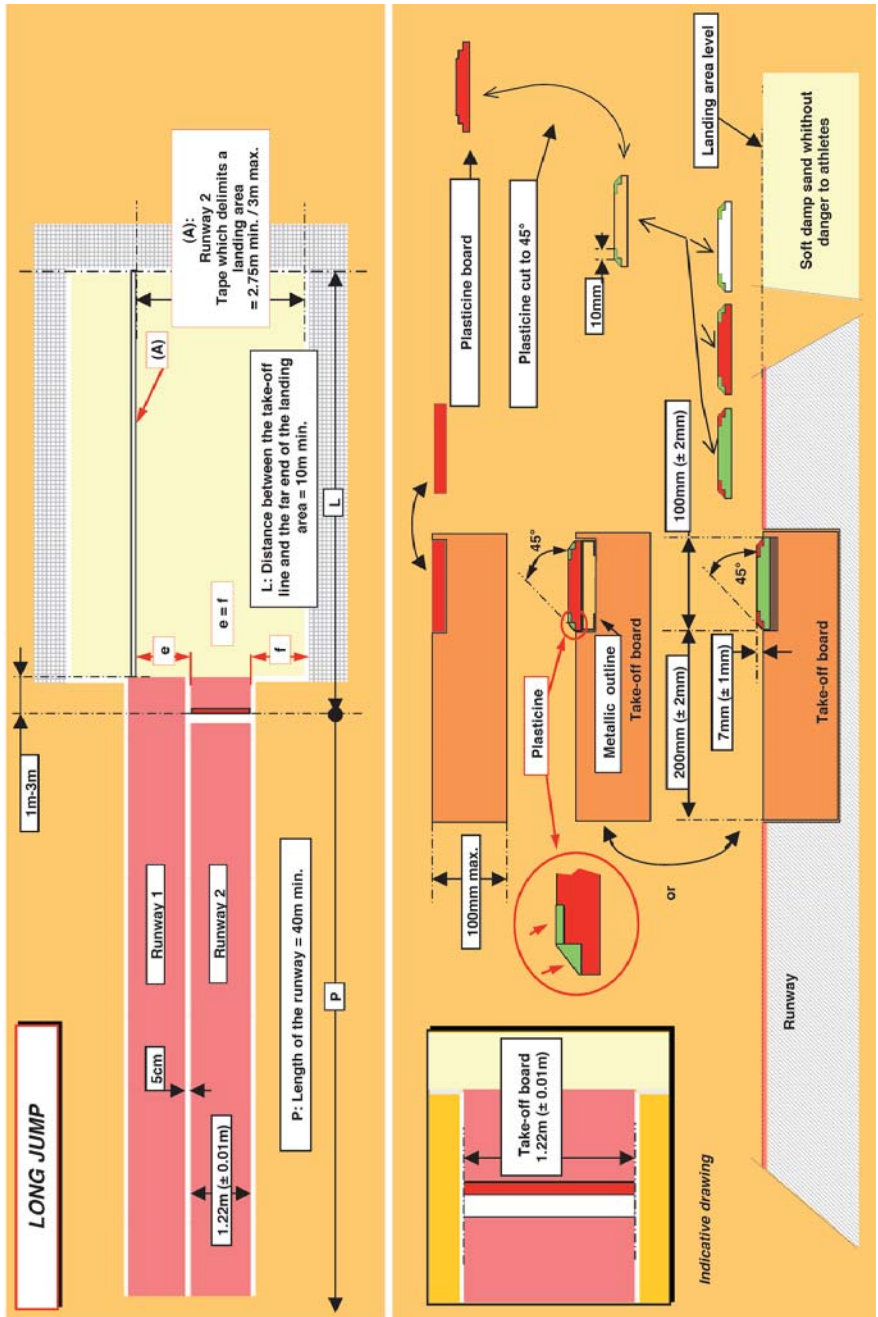 LONG JUMP
1m-3m
5cm
1.22m (± 0.01m)
Runway 1
Runway 2
e
e = f
f
(A)
(A):
Runway 2
Tape which delimits a
landing area
= 2.75m min. / 3m max.
P: Length of the runway = 40m min.
L: Distance between the take-off
line and the far end of the landing
area = 10m min.
P
L
Take-off board
1.22m (± 0.01m)
Indicative drawing
100mm max.
Plasticine board
Plasticine cut to 45°
Plasticine
45°
Metallic outline
Take-off board
10mm
or
200mm (± 2mm)
100mm (± 2mm)
7mm (± 1mm)
45°
Landing area level
Runway
Take-off board
Soft damp sand whithout
danger to athletes